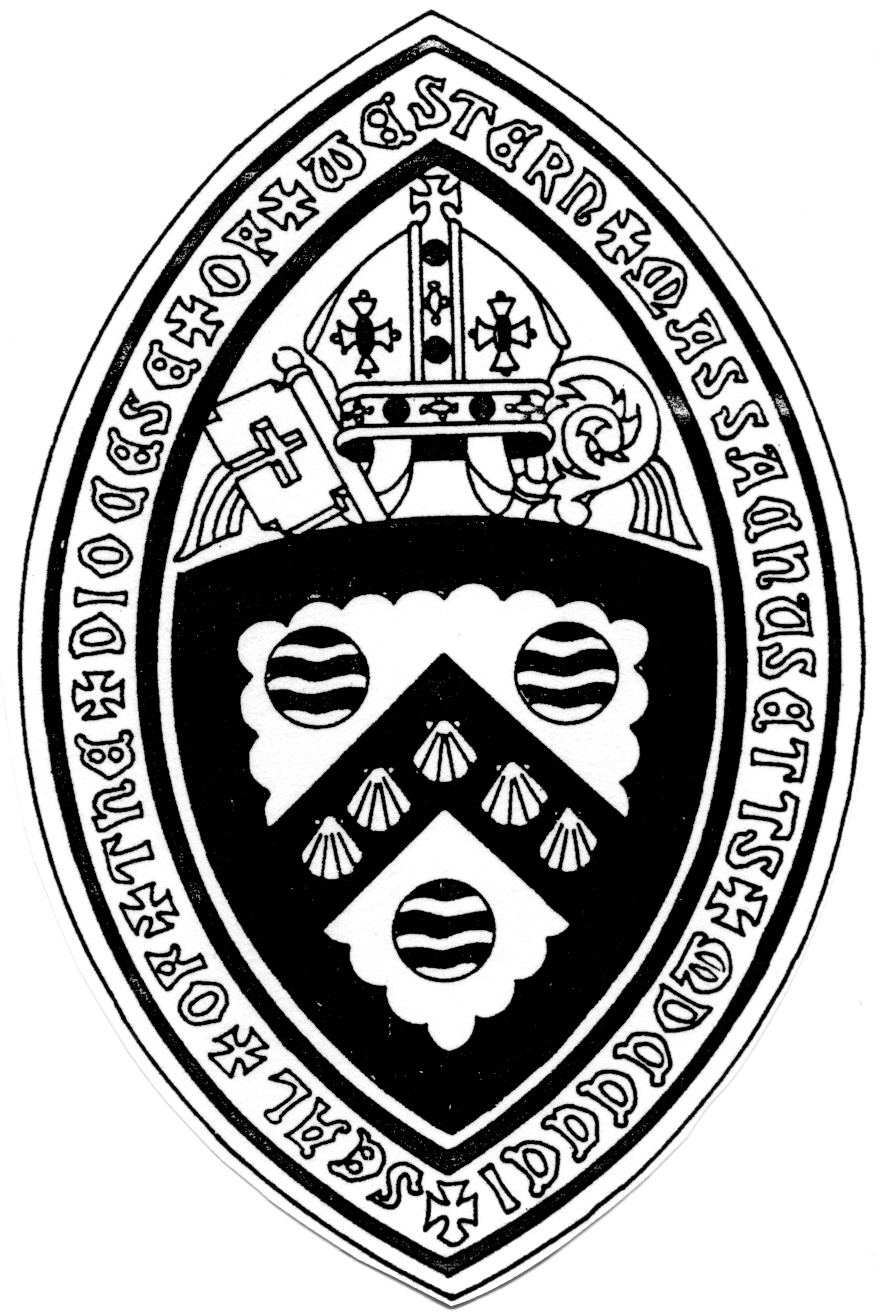 ✠ SEAL ✠ OF ✠ THE ✠ DIOCESE ✠ OF ✠ WESTERN ✠ MASSACHUSETTS ✠ MDCCCCI